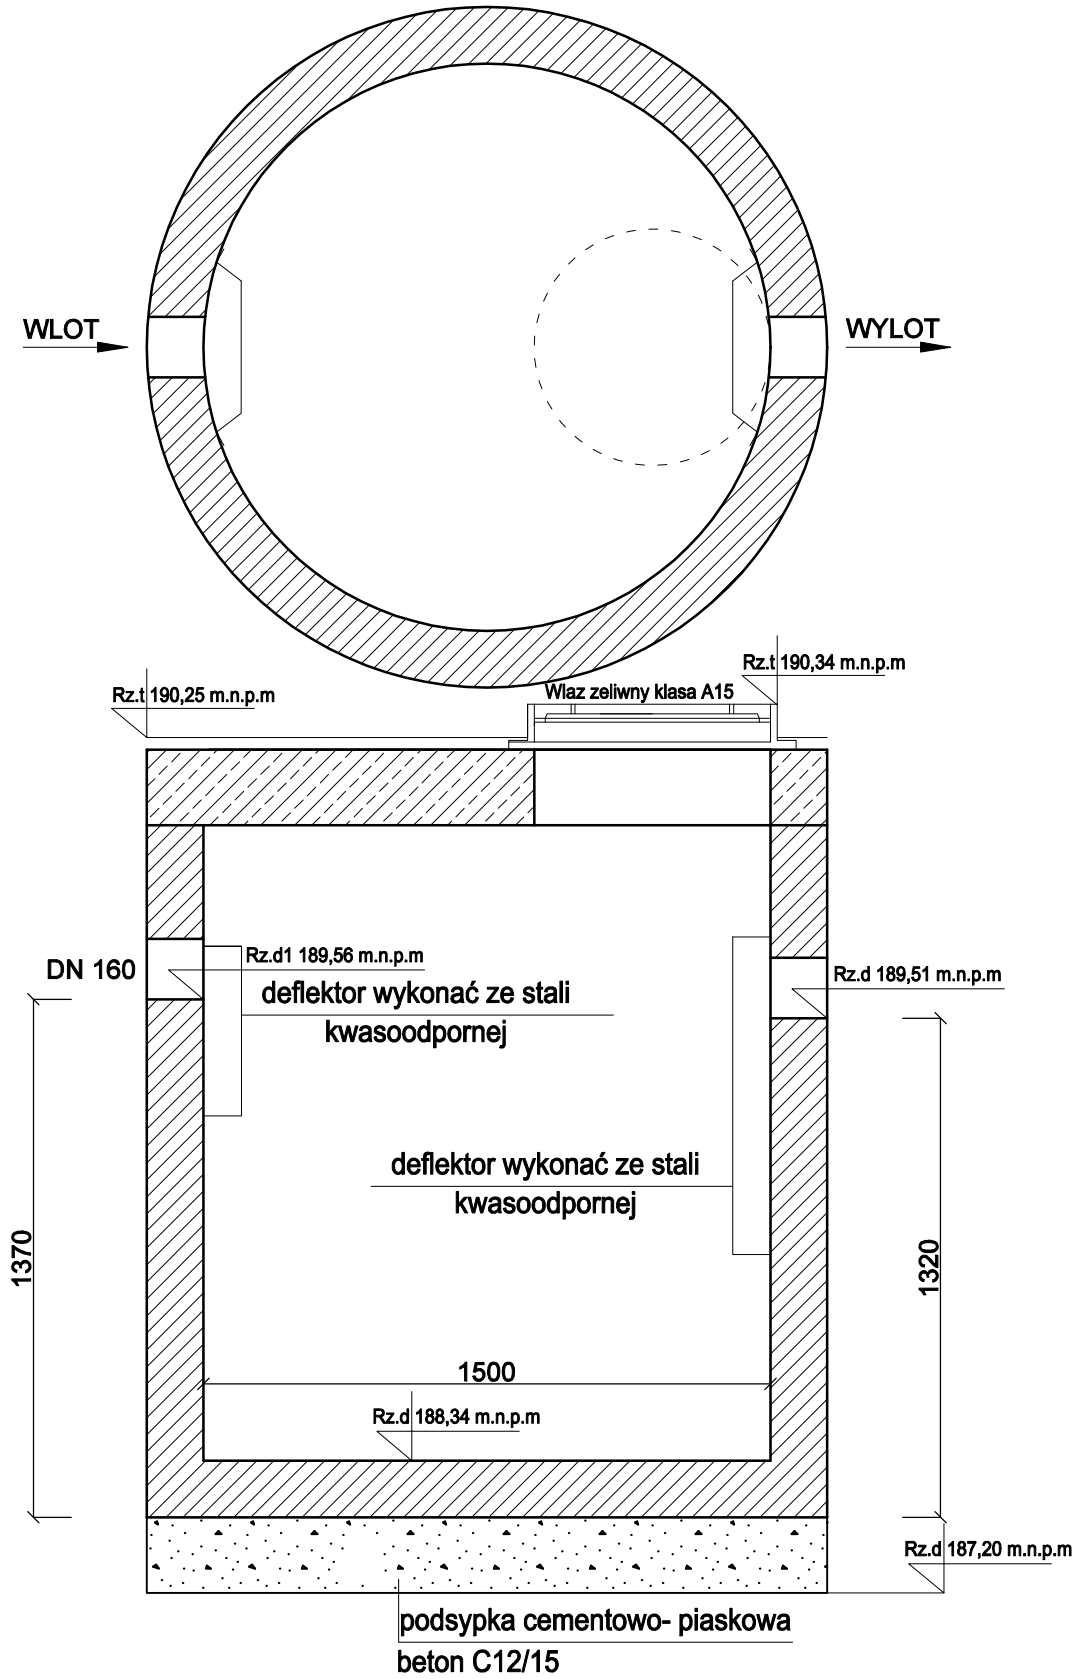 WLOT
WYLOT
Rz.t 190,34 m.n.p.m
Rz.t 190,25 m.n.p.m
Wlaz zeliwny klasa A15
Rz.d1 189,56 m.n.p.m
DN 160
Rz.d 189,51 m.n.p.m
deflektor wykonać ze stali
kwasoodpornej
deflektor wykonać ze stali
kwasoodpornej
1370
1320
1500
Rz.d 188,34 m.n.p.m
Rz.d 187,20 m.n.p.m
podsypka cementowo- piaskowa
beton C12/15